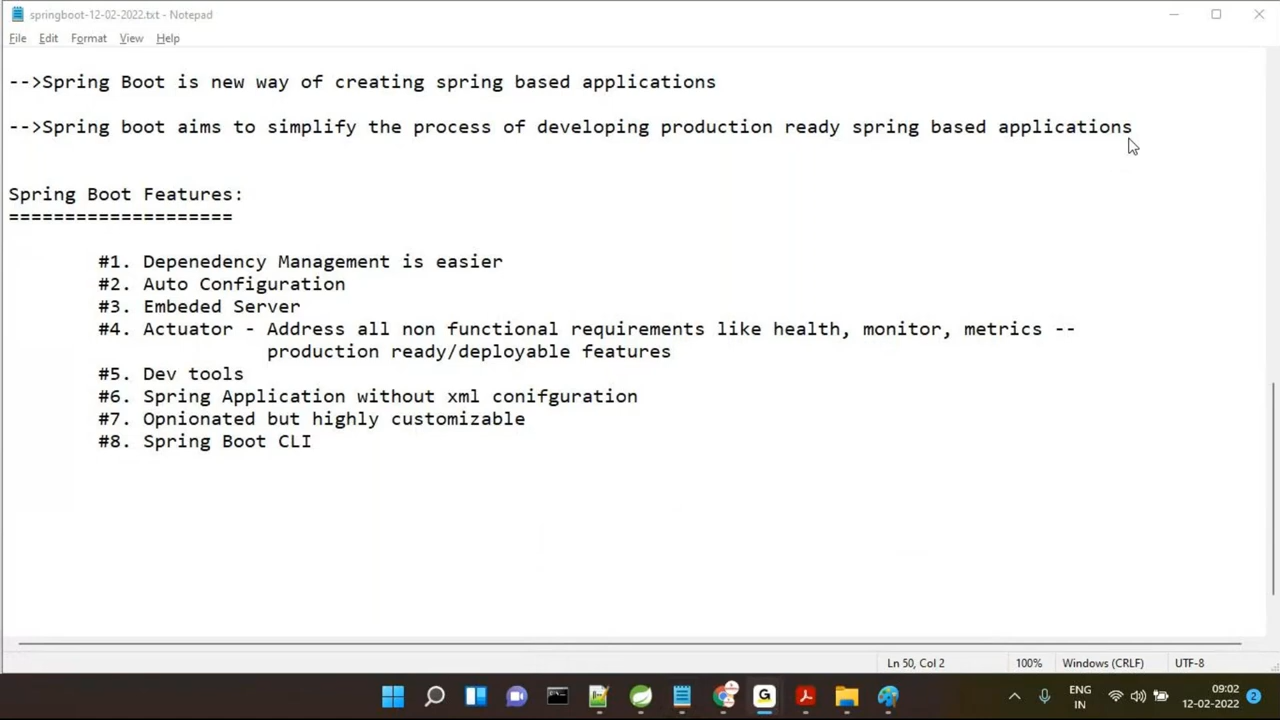 springboot-12-02-2022.txt - Notepad
File Edit Format View Help
-->Spring Boot is new way of creating spring based applications
-->Spring boot aims to simplify the process of developing production ready spring based applications
Spring Boot Features:
====================
#1. Depenedency Management is easier
#2. Auto Configuration
#3. Embeded Server
#4. Actuator - Address all non functional requirements like health, monitor, metrics --
production ready/deployable features
#5. Dev tools
#6. Spring Application without xml conifguration
#7. Opnionated but highly customizable
#8. Spring Boot CLI
Ln 50, Col 2 100% Windows (CRLF) UTF-8
ENG 09:02
IN 12-02-2022 2